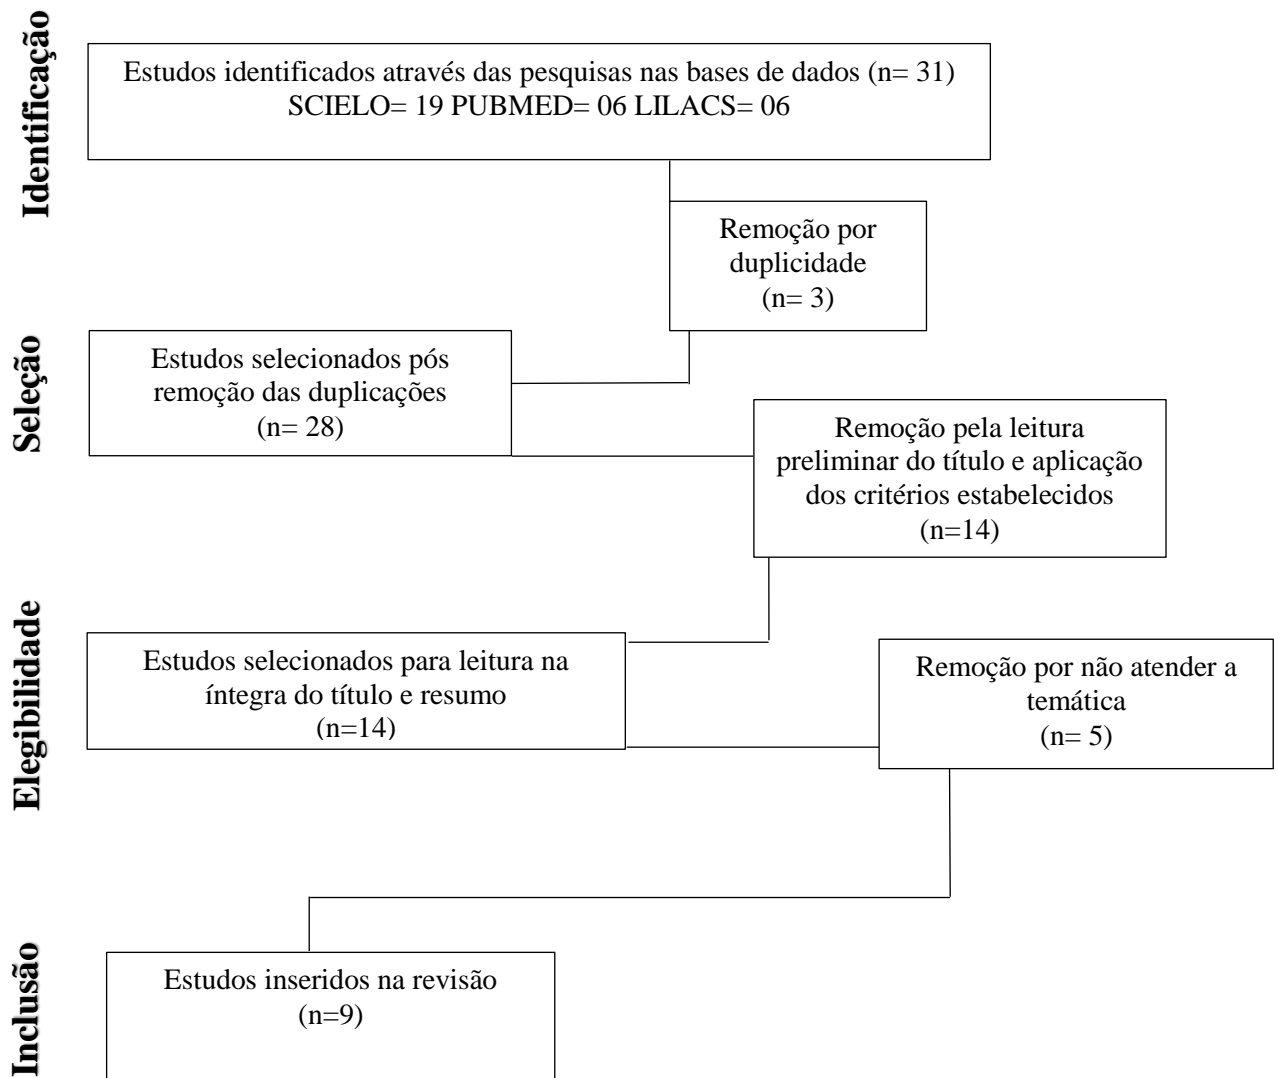 Identificação
Estudos identificados através das pesquisas nas bases de dados (n= 31)
SCIELO= 19 PUBMED= 06 LILACS= 06
Remoção por
duplicidade
(n= 3)
Seleção
Estudos selecionados pós
remoção das duplicações
(n= 28)
Remoção pela leitura
preliminar do título e aplicação
dos critérios estabelecidos
(n=14)
Elegibilidade
Estudos selecionados para leitura na
íntegra do título e resumo
(n=14)
Remoção por não atender a
temática
(n= 5)
Inclusão
Estudos inseridos na revisão
(n=9)